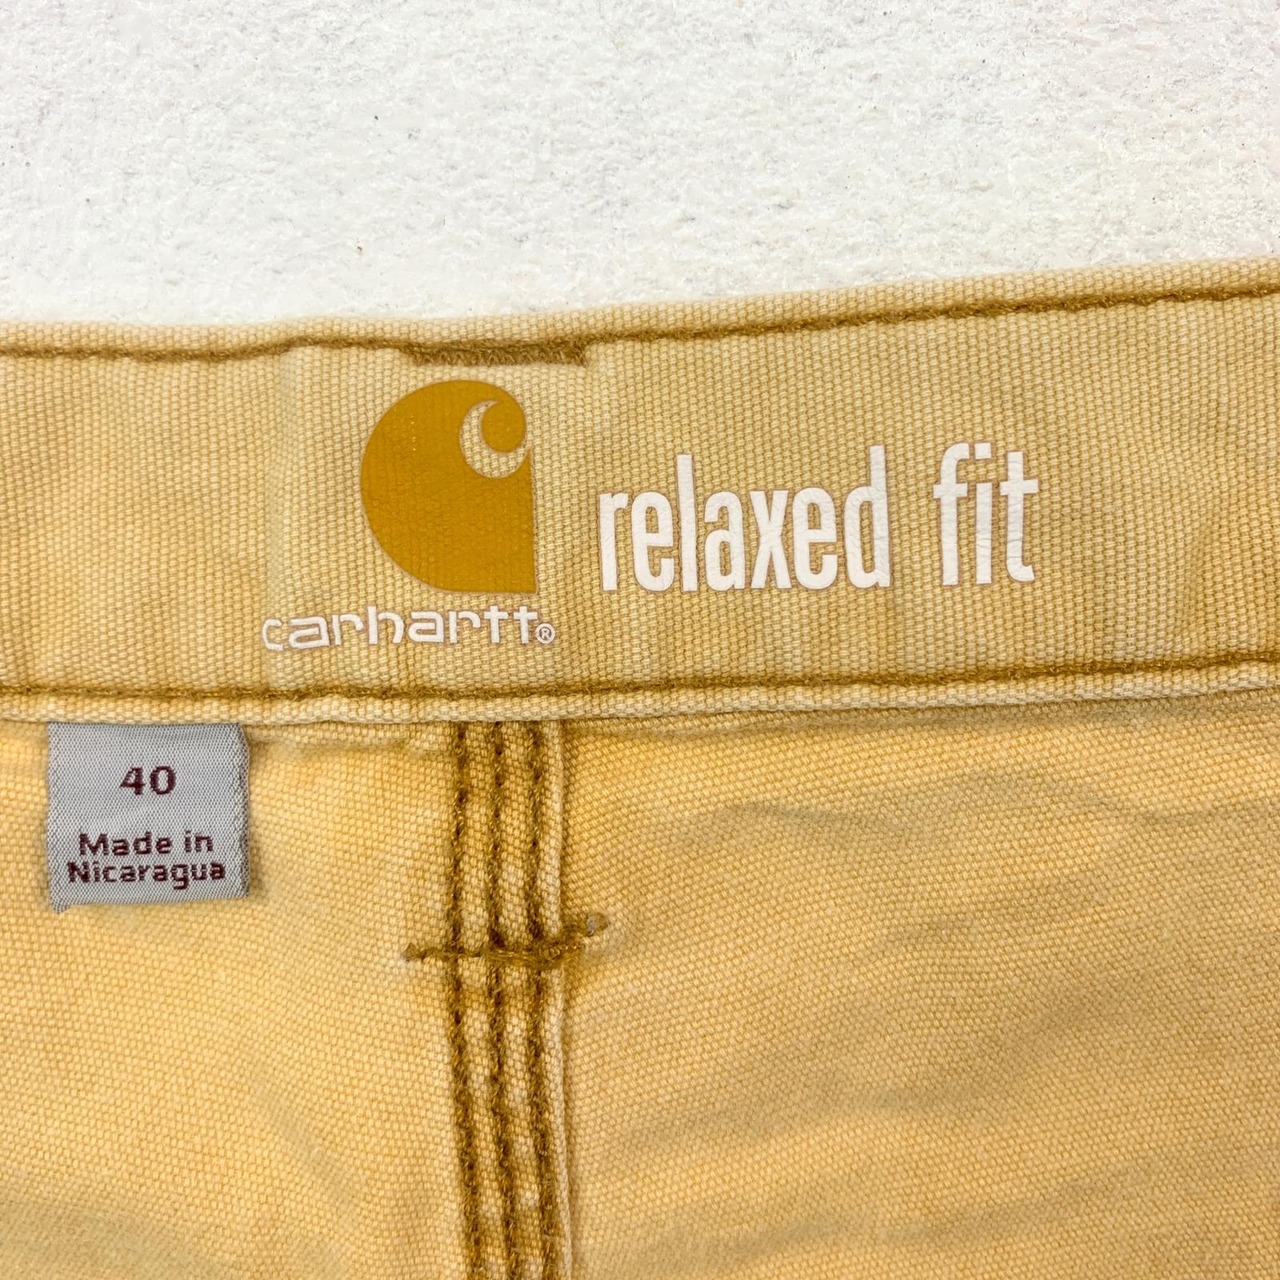 relaxed fit
carhartt®
40
Made in
Nicaragua